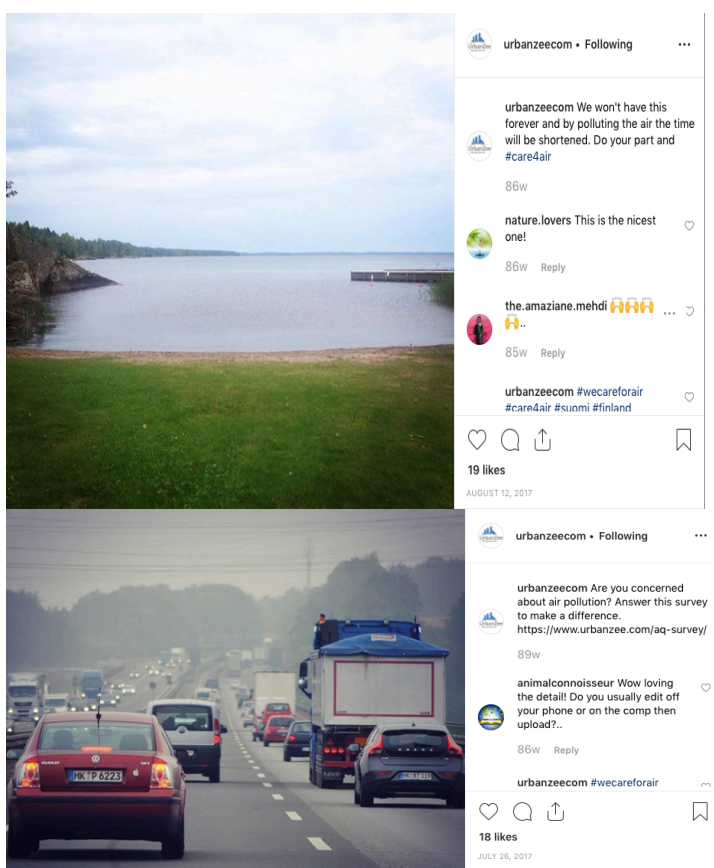 urbanzeecom • Following
urbanzeecom We won't have this
forever and by polluting the air the time
will be shortened. Do your part and
#care4air
86w
nature.lovers This is the nicest
one!
86w Reply
the.amaziane.mehdi 🙌🙌🙌
🙌..
85w Reply
urbanzeecom #wecareforair
#care4air #suomi #finland
19 likes
AUGUST 12, 2017
urbanzeecom • Following
urbanzeecom Are you concerned
about air pollution? Answer this survey
to make a difference.
https://www.urbanzee.com/aq-survey/
89w
animalconnoisseur Wow loving
the detail! Do you usually edit off
your phone or on the comp then
upload?..
86w Reply
urbanzeecom #wecareforair
18 likes
JULY 26, 2017
MK P 6223